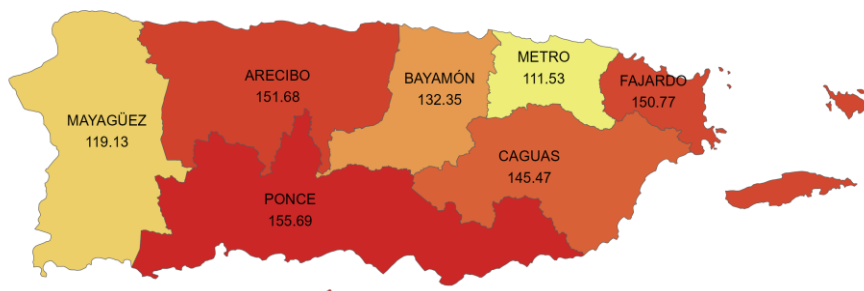 METRO
111.53
ARECIBO
151.68
BAYAMÓN
132.35
FAJARDO
150.77
MAYAGÜEZ
119.13
CAGUAS
145.47
PONCE
155.69